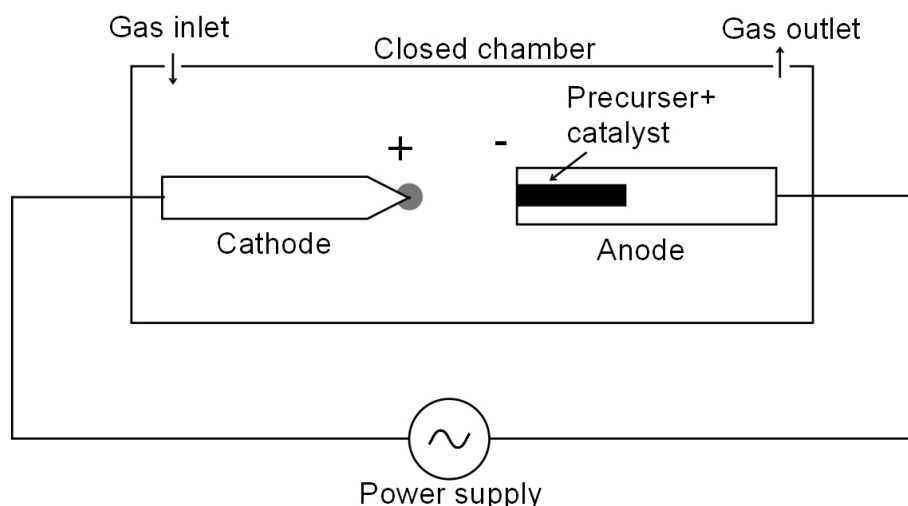 Gas inlet
Closed chamber
Gas outlet
Precurser+
catalyst
+
-
Cathode
Anode
Power supply